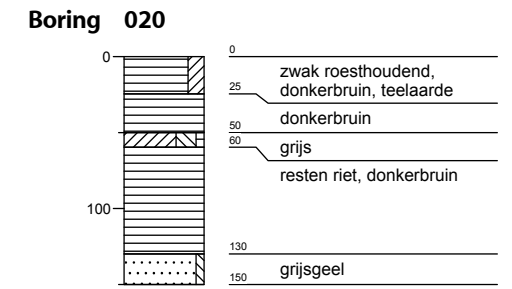 Boring 020
0
0
zwak roesthoudend,
donkerbruin, teelaarde
25
donkerbruin
50
60
grijs
resten riet, donkerbruin
100
130
grijsgeel
150